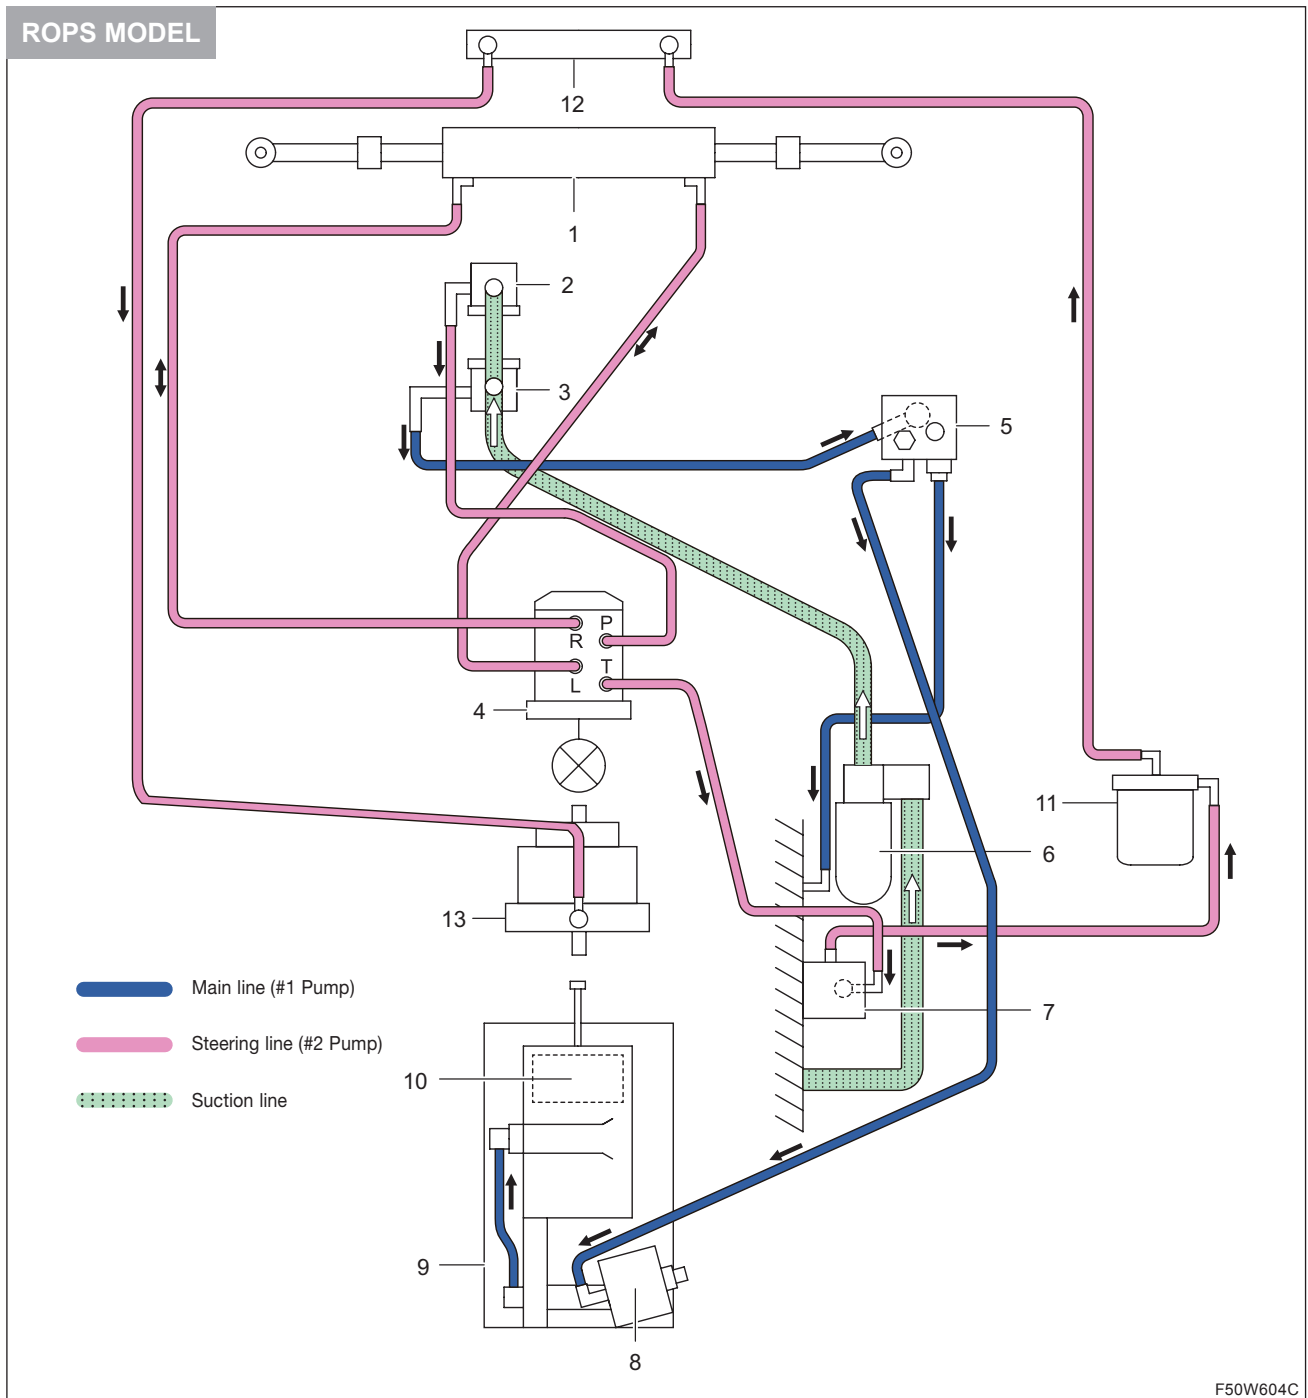 ROPS MODEL
12
1
2
3
5
P
R
T
L
4
11
6
13
Main line (#1 Pump)
7
Steering line (#2 Pump)
10
Suction line
9
8
F50W604C